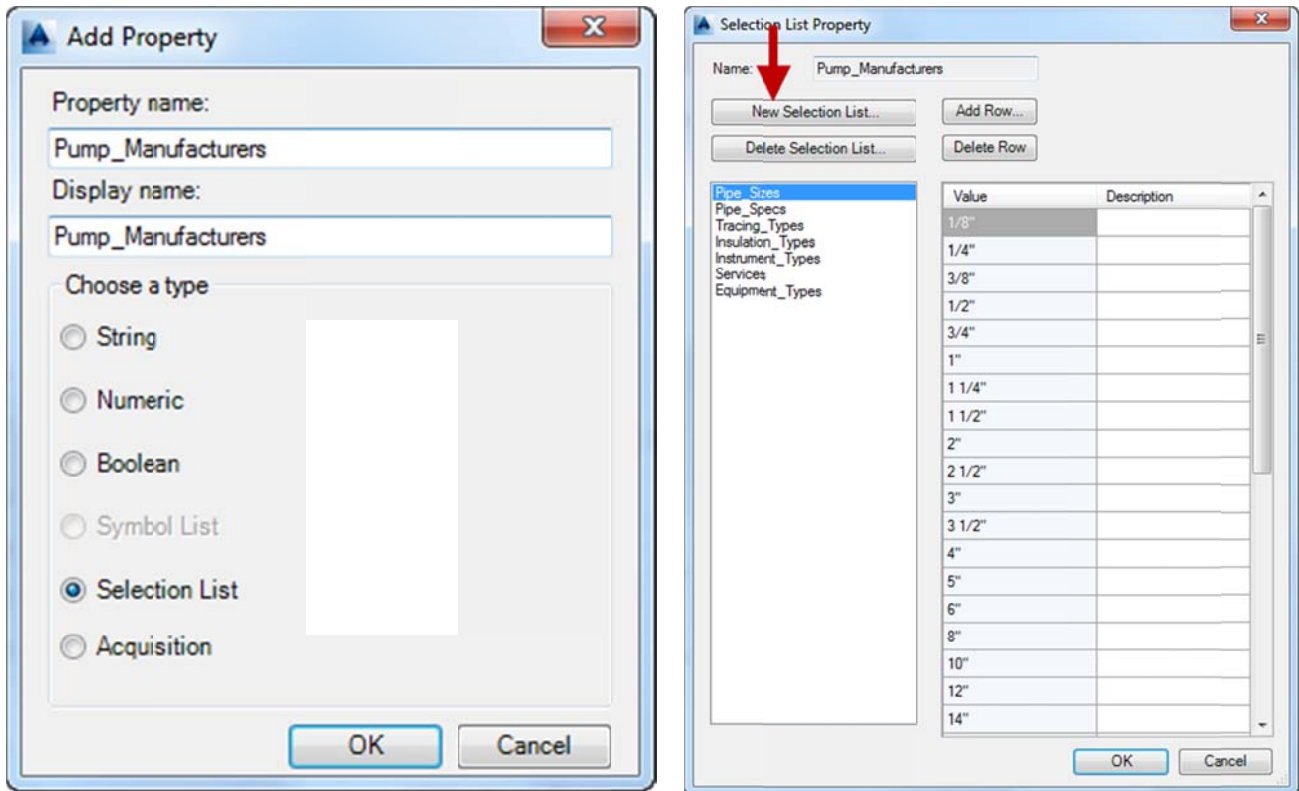 Add Property
Property name:
Pump_Manufacturers
Display name:
Pump_Manufacturers
Choose a type
String
Numeric
Boolean
Symbol List
Selection List
Acquisition
OK Cancel
Selection List Property
Name: Pump_Manufacturers
New Selection List... Add Row...
Delete Selection List... Delete Row
Pipe_Sizes
Pipe_Specs
Tracing_Types
Insulation_Types
Instrument_Types
Services
Equipment_Types
Value Description
1/8"
1/4"
3/8"
1/2"
3/4"
1"
1 1/4"
1 1/2"
2"
2 1/2"
3"
3 1/2"
4"
5"
6"
8"
10"
12"
14"
OK Cancel